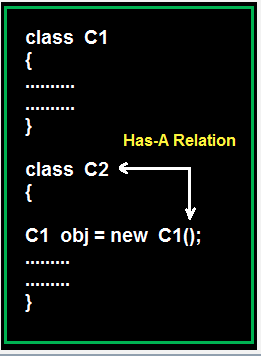 class C1
{
..........
..........
}
Has-A Relation
class C2
{
C1 obj = new C1();
.........
.........
}